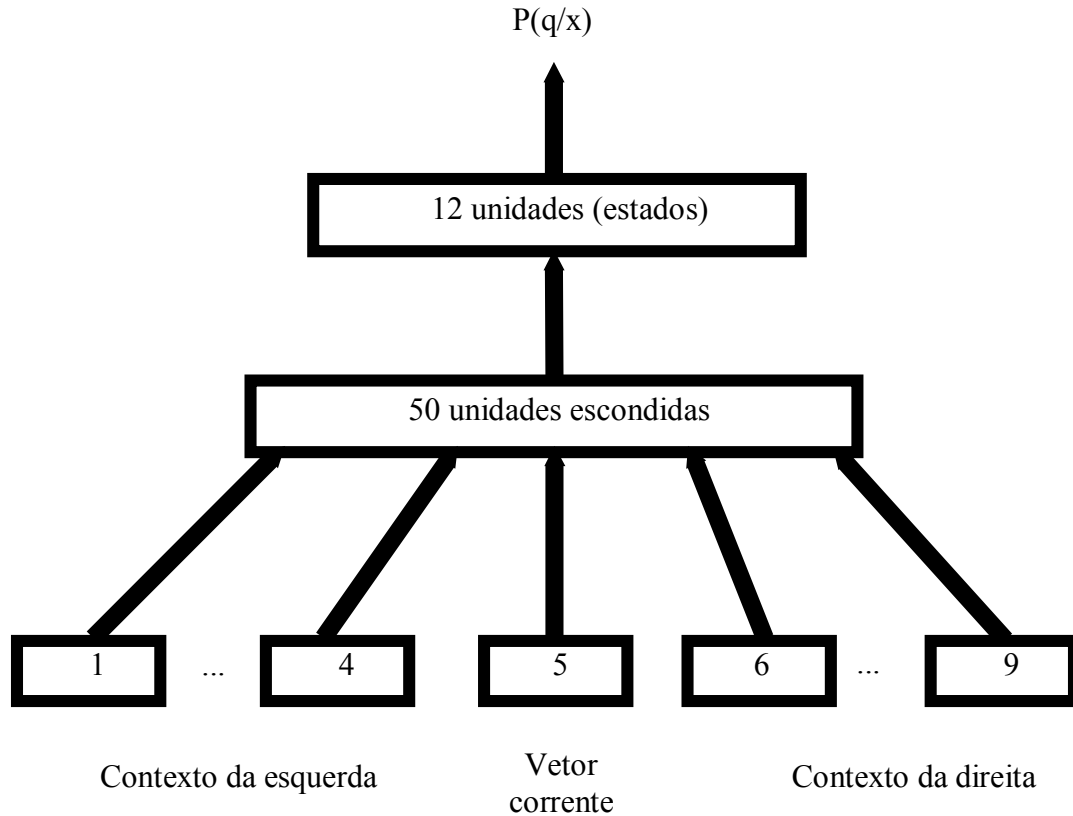 P(q/x)
12 unidades (estados)
50 unidades escondidas
1 ... 4 5 6 ... 9
Contexto da esquerda
Vetor
corrente
Contexto da direita